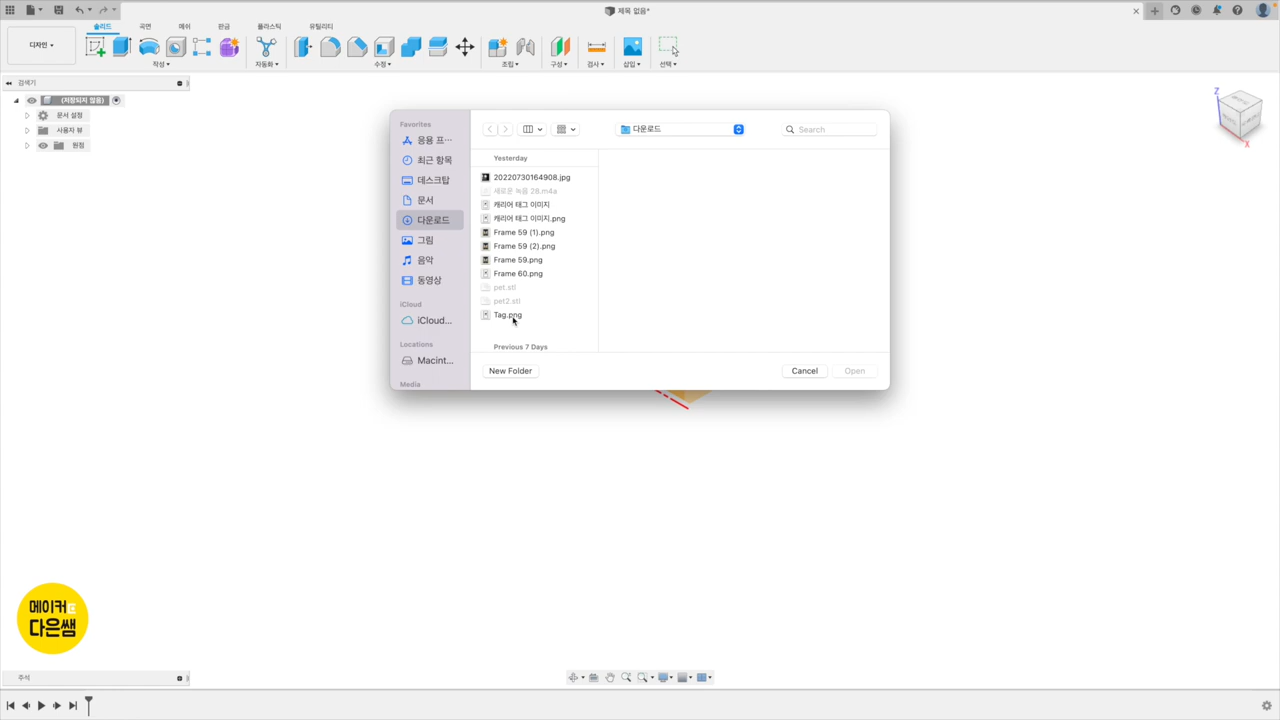 제목 없음*
솔리드
곡면
메쉬
판금
플라스틱
유틸리티
디자인
작성
자동화
수정
조립
구성
검사
삽입
선택
검색기
(저장되지 않음)
문서 설정
사용자 뷰
원점
Favorites
응용 프…
최근 항목
데스크탑
문서
다운로드
그림
음악
동영상
iCloud
iCloud…
Locations
Macint…
Media
다운로드
Search
Yesterday
20220730164908.jpg
새로운 녹음 28.m4a
캐리어 태그 이미지
캐리어 태그 이미지.png
Frame 59 (1).png
Frame 59 (2).png
Frame 59.png
Frame 60.png
pet.stl
pet2.stl
Tag.png
Previous 7 Days
New Folder
Cancel
Open
Z
X
메이커
다은쌤
주석